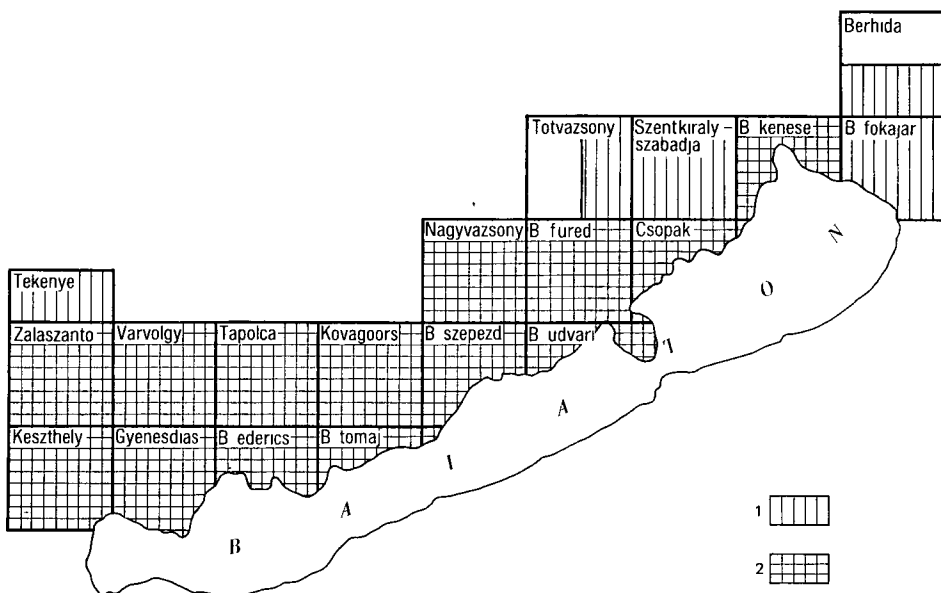 Berhida
Totvazsony
Szentkiraly –
szabadja
B kenese
B fokajar
Nagyvazsony
B fured
Csopak
Tekenye
Zalaszanto
Varvolgy
Tapolca
Kovagoors
B szepezd
B udvari
Keszthely
Gyenesdias
B ederics
B tomaj
B A l A T O N
1
2